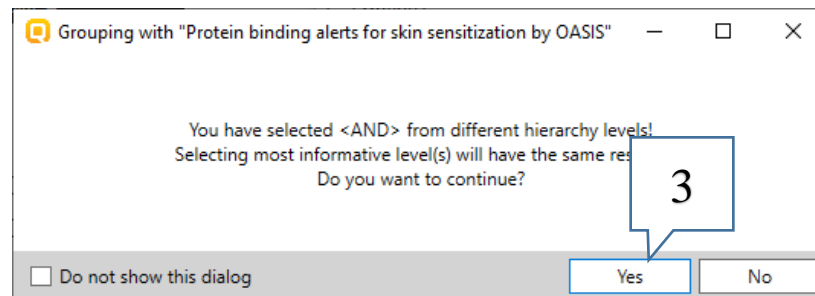 Grouping with "Protein binding alerts for skin sensitization by OASIS"
You have selected <AND> from different hierarchy levels!
Selecting most informative level(s) will have the same res
Do you want to continue?
3
Do not show this dialog
Yes
No